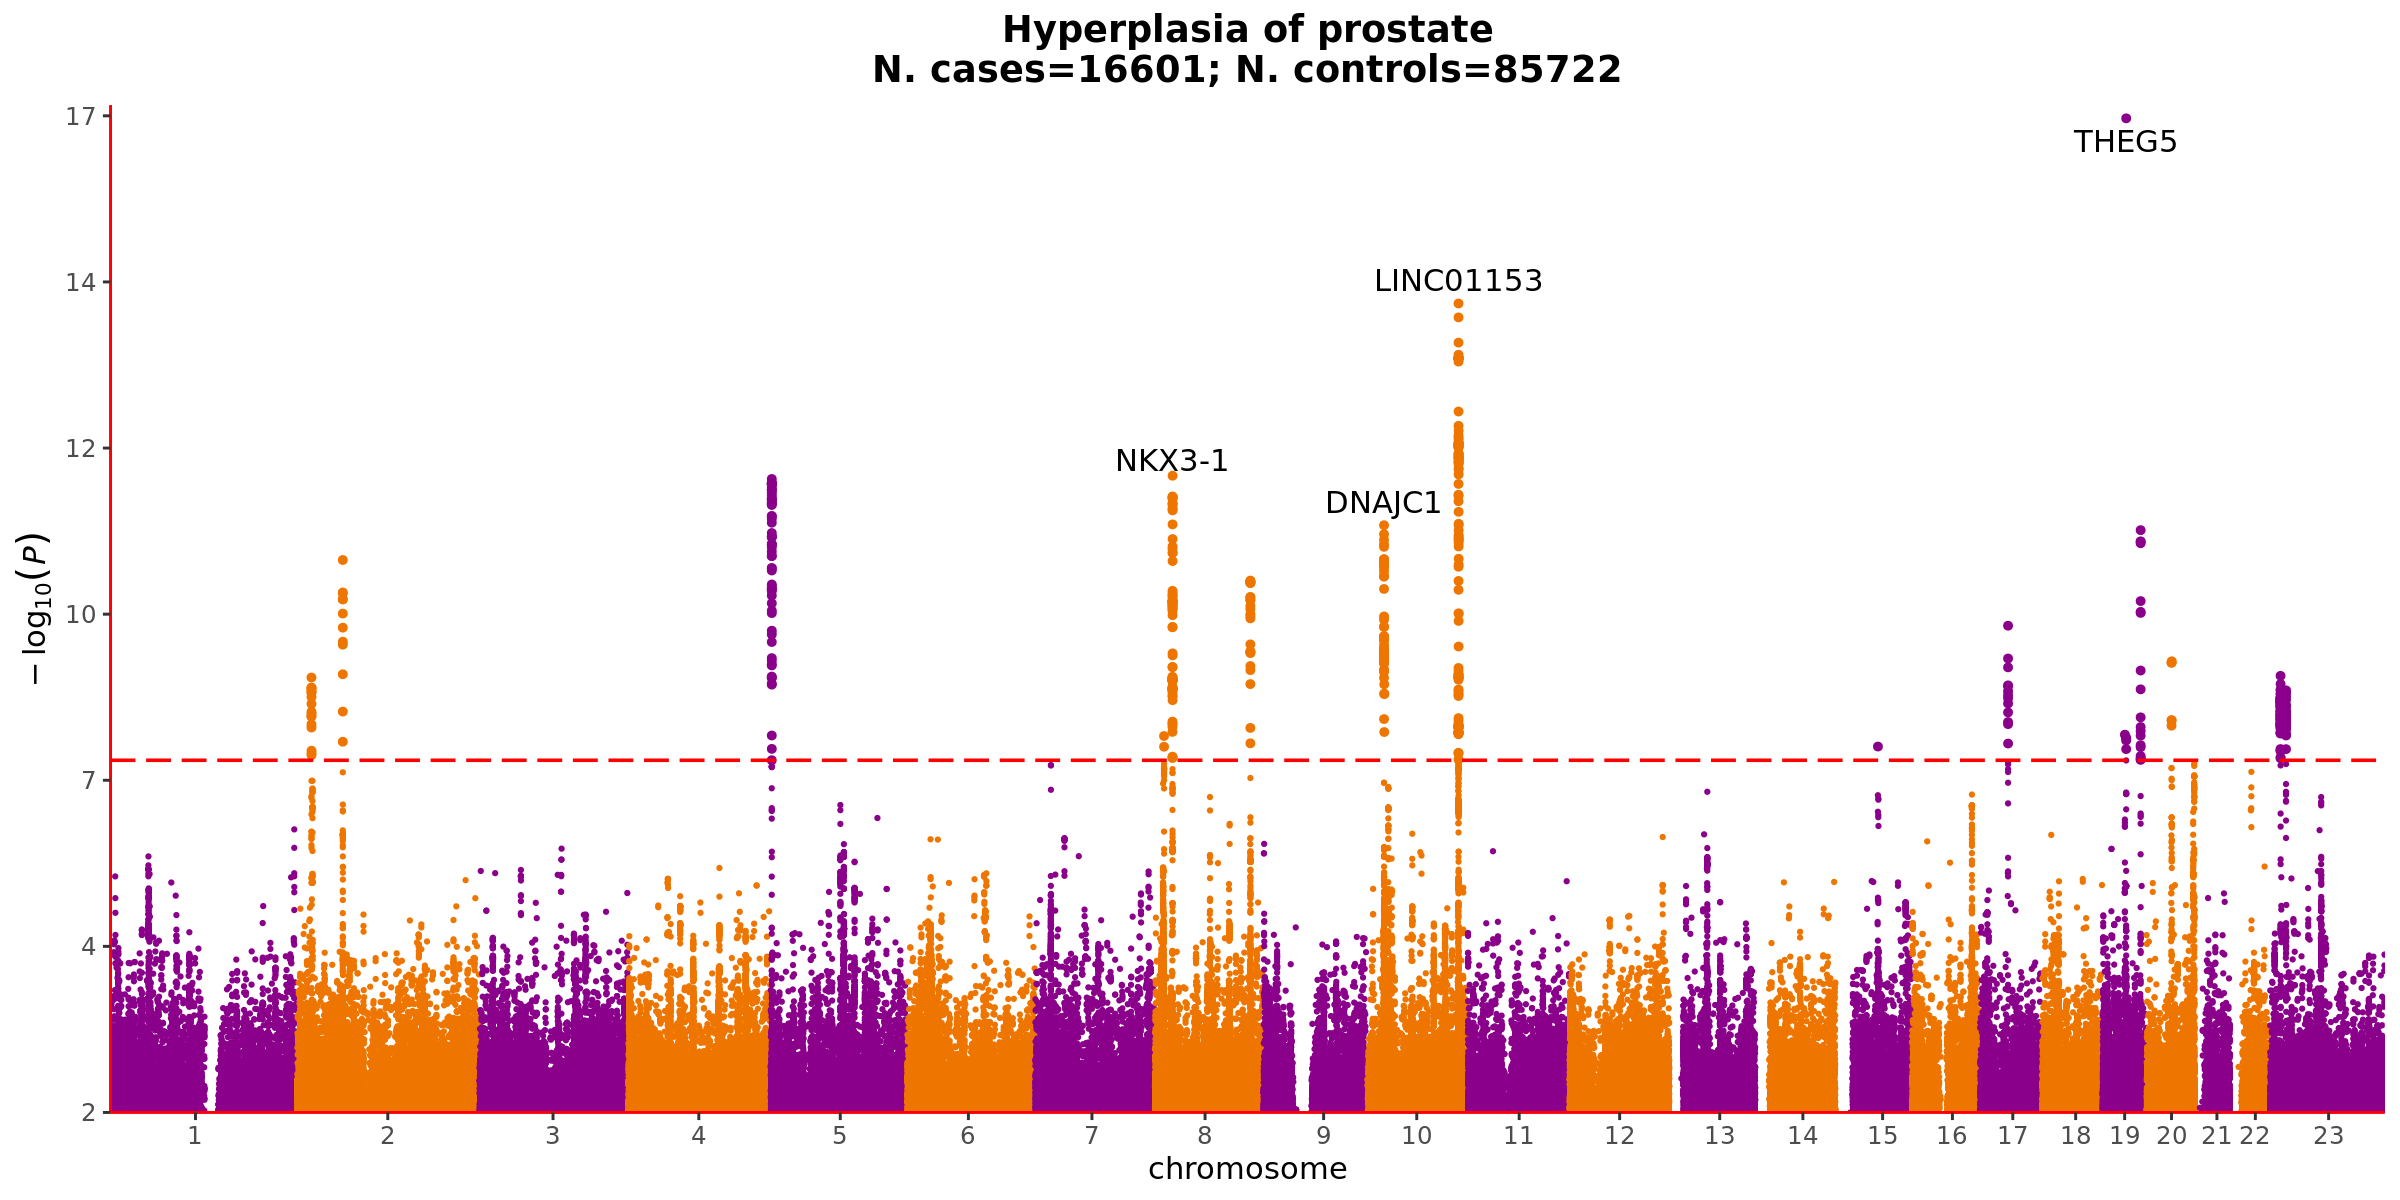 Hyperplasia of prostate
N. cases=16601; N. controls=85722
17
THEG5
14
LINC01153
12
NKX3-1
DNAJC1
10
7
4
2
−log10(P)
1 2 3 4 5 6 7 8 9 10 11 12 13 14 15 16 17 18 19 20 21 22 23
chromosome